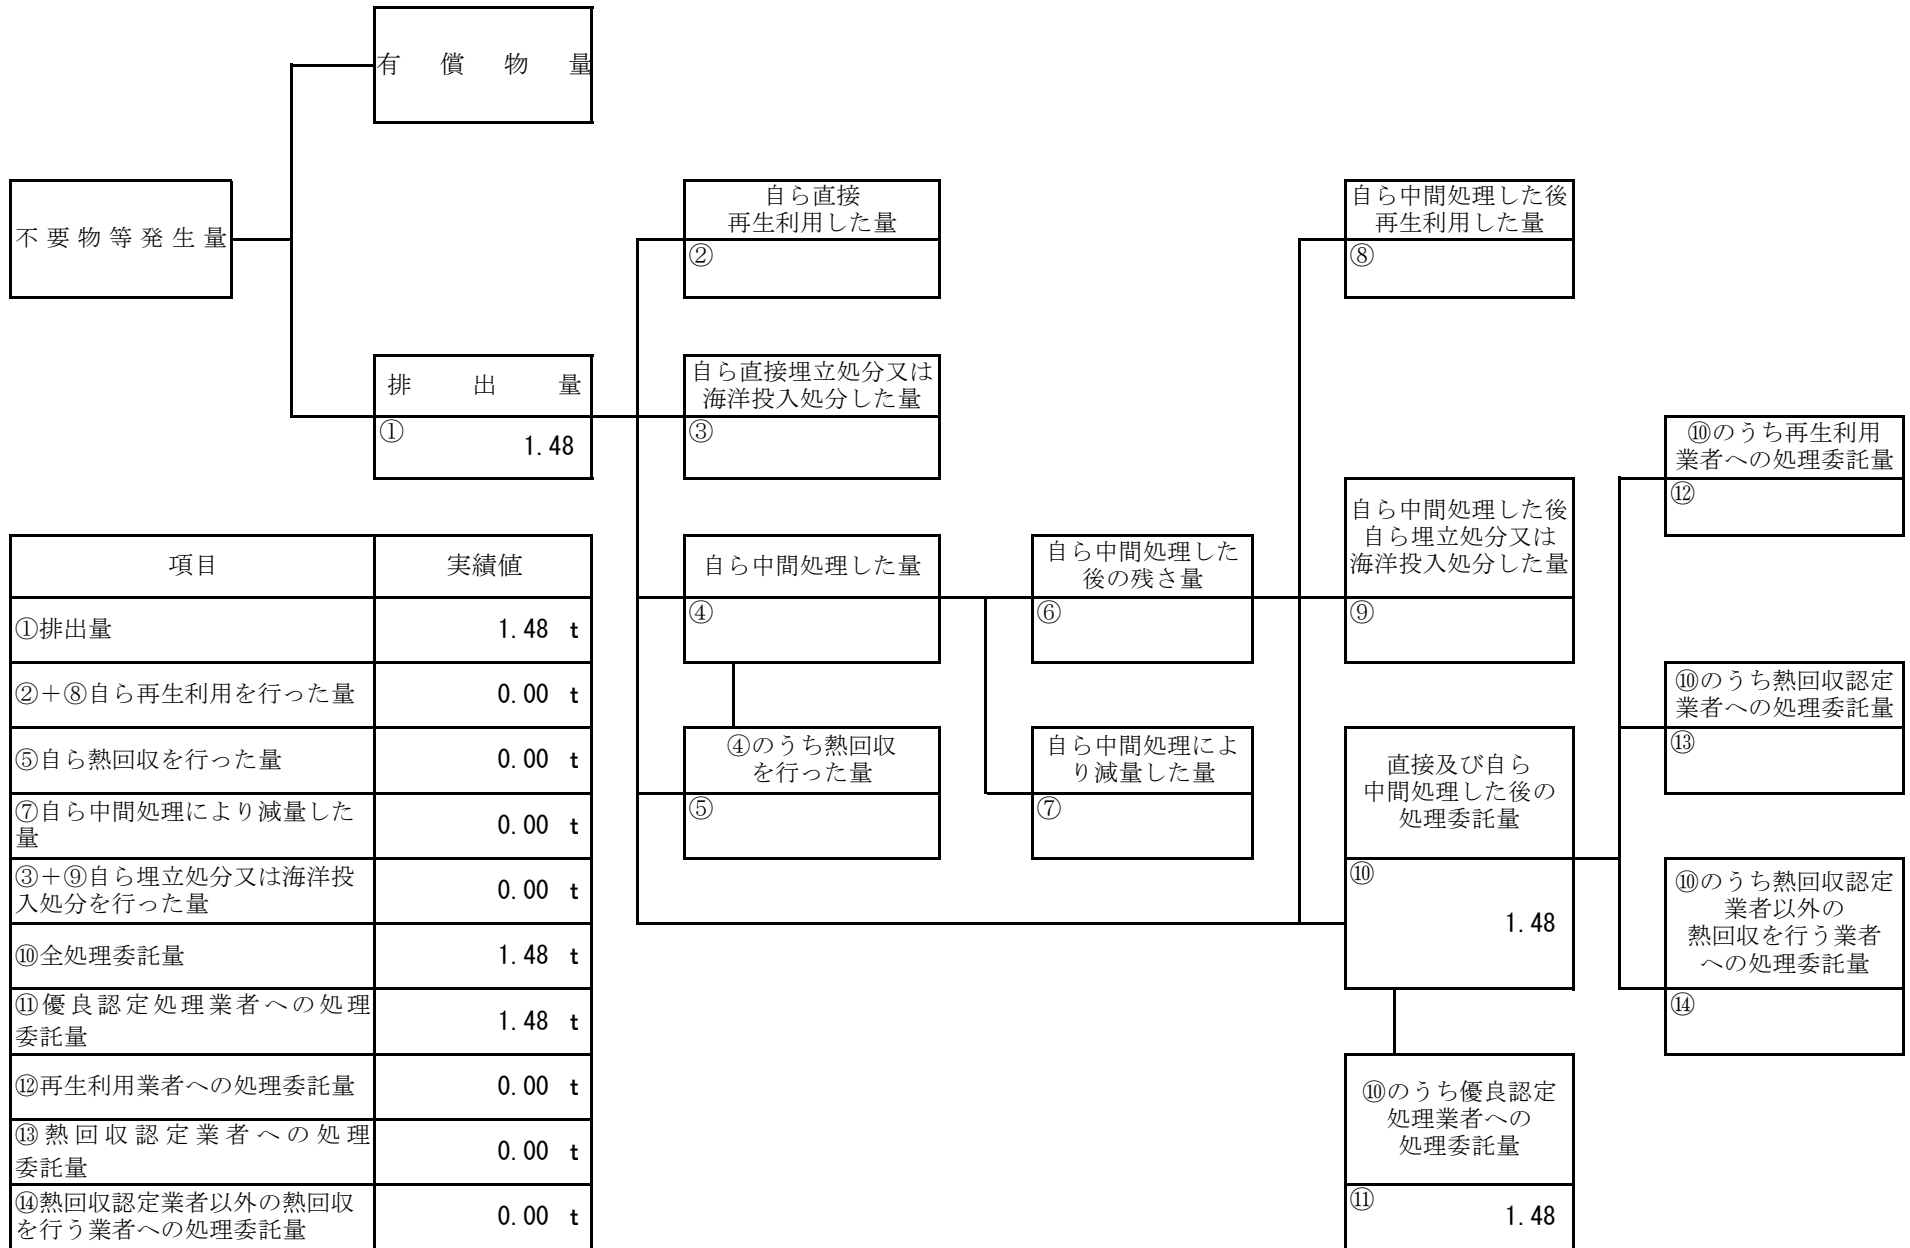 有償物量
不要物等発生量
自ら直接
再生利用した量
②
自ら中間処理した後
再生利用した量
⑧
排出量
①
1.48
自ら直接埋立処分又は
海洋投入処分した量
③
⑩のうち再生利用
業者への処理委託量
⑫
自ら中間処理した後
自ら埋立処分又は
海洋投入処分した量
⑨
自ら中間処理した量
④
自ら中間処理した
後の残さ量
⑥
⑩のうち熱回収認定
業者への処理委託量
⑬
④のうち熱回収
を行った量
⑤
自ら中間処理によ
り減量した量
⑦
直接及び自ら
中間処理した後の
処理委託量
⑩
1.48
⑩のうち熱回収認定
業者以外の
熱回収を行う業者
への処理委託量
⑭
⑩のうち優良認定
処理業者への
処理委託量
⑪
1.48
項目 実績値
①排出量 1.48 t
②＋⑧自ら再生利用を行った量 0.00 t
⑤自ら熱回収を行った量 0.00 t
⑦自ら中間処理により減量した
量 0.00 t
③＋⑨自ら埋立処分又は海洋投
入処分を行った量 0.00 t
⑩全処理委託量 1.48 t
⑪優良認定処理業者への処理
委託量 1.48 t
⑫再生利用業者への処理委託量 0.00 t
⑬熱回収認定業者への処理
委託量 0.00 t
⑭熱回収認定業者以外の熱回収
を行う業者への処理委託量 0.00 t